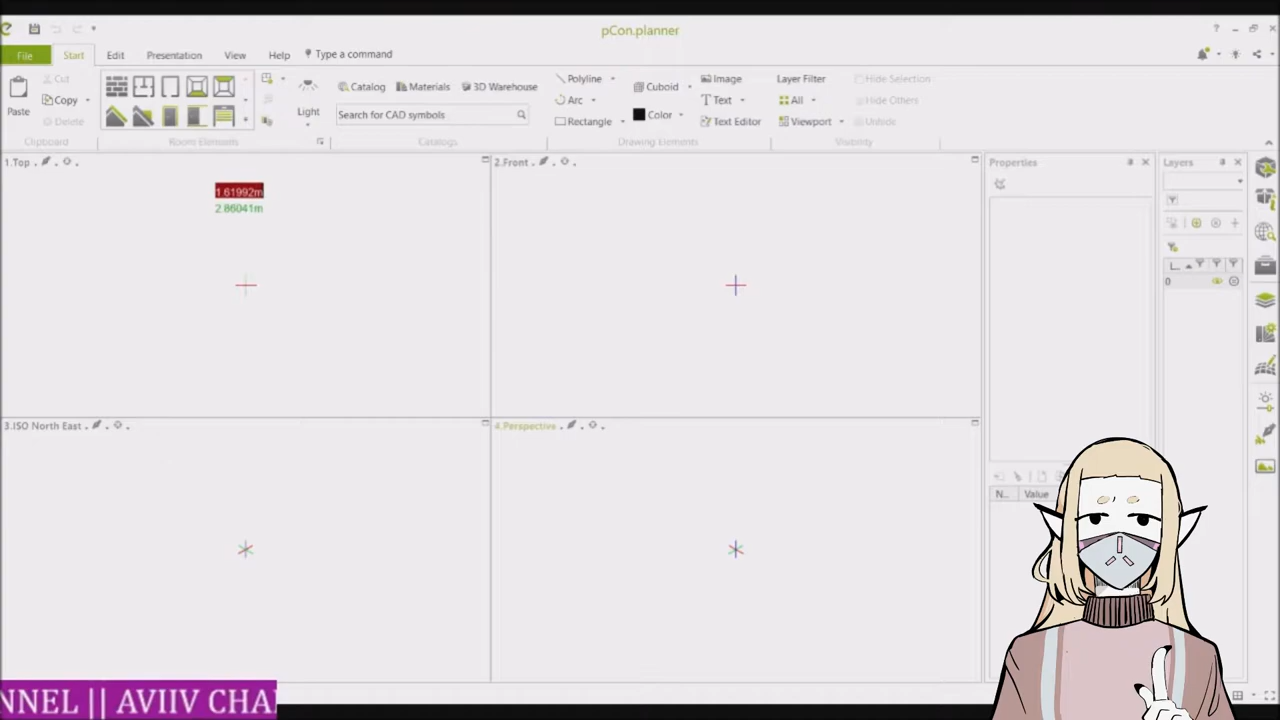 pCon.planner
File Start Edit Presentation View Help Type a command
Cut
Polyline Image Layer Filter Hide Selection
Catalog Materials 3D Warehouse Cuboid
Paste Copy Light Arc Text All Hide Others
Search for CAD symbols Color
Delete Rectangle Text Editor Viewport Unhide
Clipboard Room Elements Catalogs Drawing Elements Visibility
1.Top 2.Front Properties Layers
1.61992m
2.86041m
0
3.ISO North East 4.Perspective
N.. Value
NNEL || AVIIV CHA